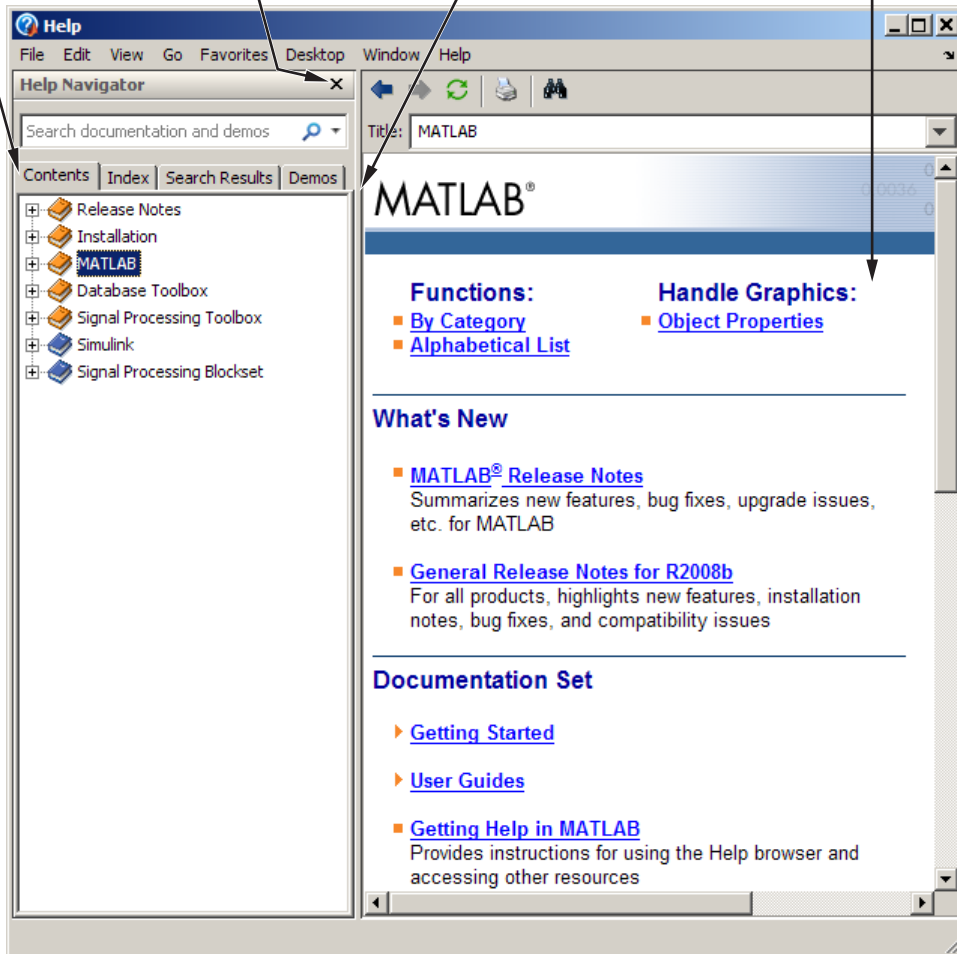 Help
File Edit View Go Favorites Desktop Window Help
Help Navigator
Search documentation and demos
Title: MATLAB
Contents Index Search Results Demos
Release Notes
Installation
MATLAB
Database Toolbox
Signal Processing Toolbox
Simulink
Signal Processing Blockset
MATLAB®
0
0.0036
0
Functions:
By Category
Alphabetical List
Handle Graphics:
Object Properties
What's New
MATLAB® Release Notes
Summarizes new features, bug fixes, upgrade issues,
etc. for MATLAB
General Release Notes for R2008b
For all products, highlights new features, installation
notes, bug fixes, and compatibility issues
Documentation Set
Getting Started
User Guides
Getting Help in MATLAB
Provides instructions for using the Help browser and
accessing other resources